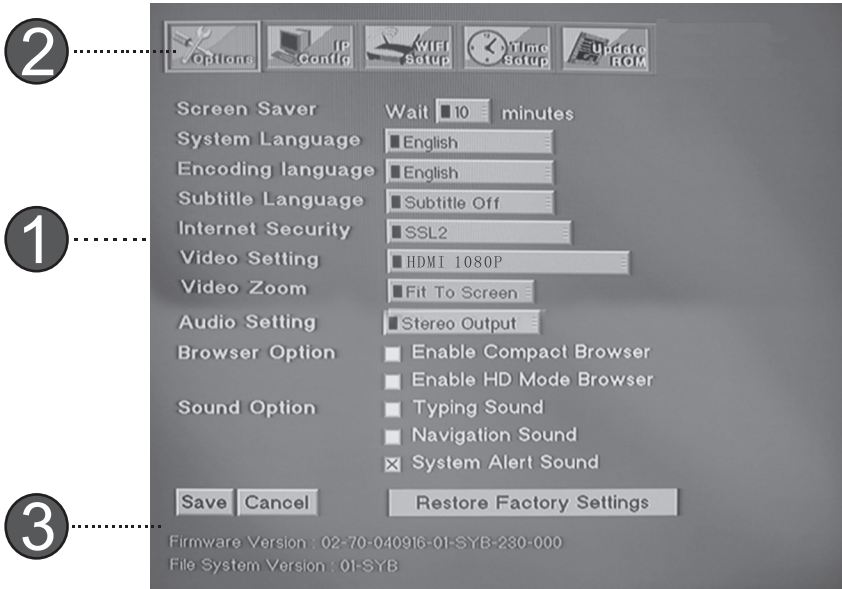 2
Options
IP Config
WIFI Setup
Time Setup
Update ROM
Screen Saver Wait 10 minutes
System Language English
Encoding language English
Subtitle Language Subtitle Off
1
Internet Security SSL2
Video Setting HDMI 1080P
Video Zoom Fit To Screen
Audio Setting Stereo Output
Browser Option Enable Compact Browser
Enable HD Mode Browser
Sound Option Typing Sound
Navigation Sound
System Alert Sound
Save Cancel Restore Factory Settings
3
Firmware Version : 02-70-040916-01-SYB-230-000
File System Version : 01-SYB